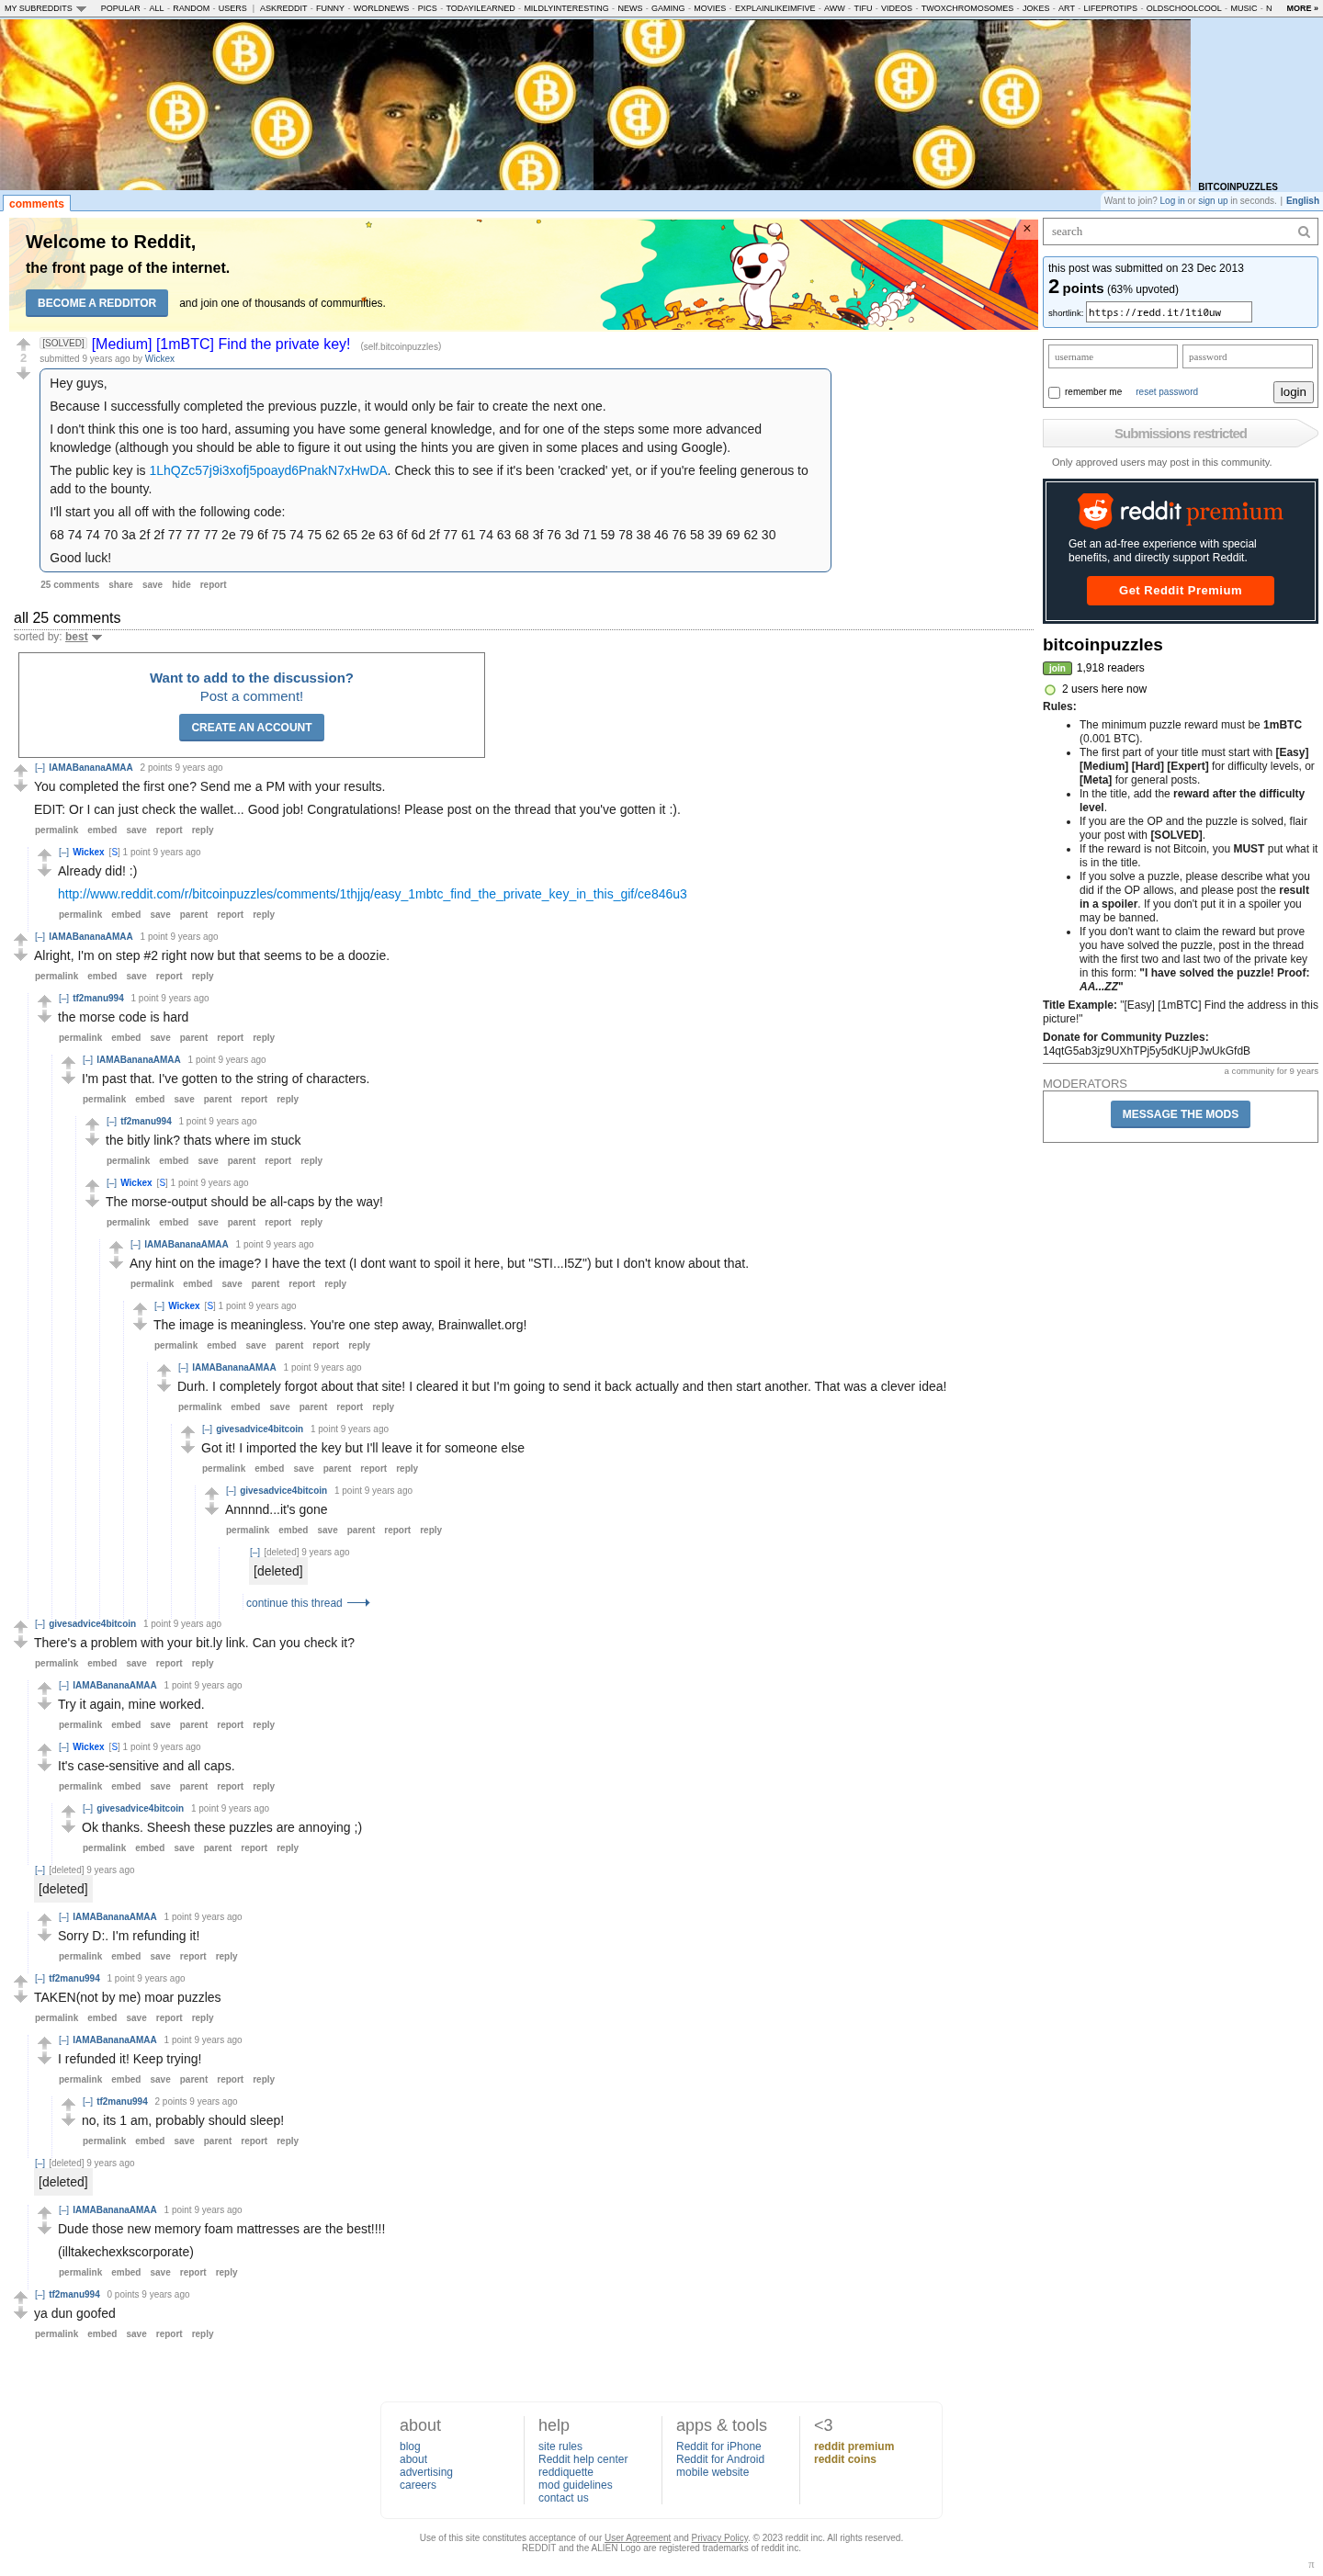 MY SUBREDDITS POPULAR - ALL - RANDOM - USERS | ASKREDDIT - FUNNY - WORLDNEWS - PICS - TODAYILEARNED - MILDLYINTERESTING - NEWS - GAMING - MOVIES - EXPLAINLIKEIMFIVE - AWW - TIFU - VIDEOS - TWOXCHROMOSOMES - JOKES - ART - LIFEPROTIPS - OLDSCHOOLCOOL - MUSIC - N MORE »
BITCOINPUZZLES
comments
Want to join? Log in or sign up in seconds. | English
Welcome to Reddit,
the front page of the internet.
BECOME A REDDITOR and join one of thousands of communities.
×
2
[SOLVED] [Medium] [1mBTC] Find the private key! (self.bitcoinpuzzles)
submitted 9 years ago by Wickex
Hey guys,
Because I successfully completed the previous puzzle, it would only be fair to create the next one.
I don't think this one is too hard, assuming you have some general knowledge, and for one of the steps some more advanced
knowledge (although you should be able to figure it out using the hints you are given in some places and using Google).
The public key is 1LhQZc57j9i3xofj5poayd6PnakN7xHwDA. Check this to see if it's been 'cracked' yet, or if you're feeling generous to
add to the bounty.
I'll start you all off with the following code:
68 74 74 70 3a 2f 2f 77 77 77 2e 79 6f 75 74 75 62 65 2e 63 6f 6d 2f 77 61 74 63 68 3f 76 3d 71 59 78 38 46 76 58 39 69 62 30
Good luck!
25 comments share save hide report
all 25 comments
sorted by: best
Want to add to the discussion?
Post a comment!
CREATE AN ACCOUNT
[–] IAMABananaAMAA 2 points 9 years ago
You completed the first one? Send me a PM with your results.
EDIT: Or I can just check the wallet... Good job! Congratulations! Please post on the thread that you've gotten it :).
permalink embed save report reply
[–] Wickex [S] 1 point 9 years ago
Already did! :)
http://www.reddit.com/r/bitcoinpuzzles/comments/1thjjq/easy_1mbtc_find_the_private_key_in_this_gif/ce846u3
permalink embed save parent report reply
[–] IAMABananaAMAA 1 point 9 years ago
Alright, I'm on step #2 right now but that seems to be a doozie.
permalink embed save report reply
[–] tf2manu994 1 point 9 years ago
the morse code is hard
permalink embed save parent report reply
[–] IAMABananaAMAA 1 point 9 years ago
I'm past that. I've gotten to the string of characters.
permalink embed save parent report reply
[–] tf2manu994 1 point 9 years ago
the bitly link? thats where im stuck
permalink embed save parent report reply
[–] Wickex [S] 1 point 9 years ago
The morse-output should be all-caps by the way!
permalink embed save parent report reply
[–] IAMABananaAMAA 1 point 9 years ago
Any hint on the image? I have the text (I dont want to spoil it here, but "STI...I5Z") but I don't know about that.
permalink embed save parent report reply
[–] Wickex [S] 1 point 9 years ago
The image is meaningless. You're one step away, Brainwallet.org!
permalink embed save parent report reply
[–] IAMABananaAMAA 1 point 9 years ago
Durh. I completely forgot about that site! I cleared it but I'm going to send it back actually and then start another. That was a clever idea!
permalink embed save parent report reply
[–] givesadvice4bitcoin 1 point 9 years ago
Got it! I imported the key but I'll leave it for someone else
permalink embed save parent report reply
[–] givesadvice4bitcoin 1 point 9 years ago
Annnnd...it's gone
permalink embed save parent report reply
[–] [deleted] 9 years ago
[deleted]
continue this thread
[–] givesadvice4bitcoin 1 point 9 years ago
There's a problem with your bit.ly link. Can you check it?
permalink embed save report reply
[–] IAMABananaAMAA 1 point 9 years ago
Try it again, mine worked.
permalink embed save parent report reply
[–] Wickex [S] 1 point 9 years ago
It's case-sensitive and all caps.
permalink embed save parent report reply
[–] givesadvice4bitcoin 1 point 9 years ago
Ok thanks. Sheesh these puzzles are annoying ;)
permalink embed save parent report reply
[–] [deleted] 9 years ago
[deleted]
[–] IAMABananaAMAA 1 point 9 years ago
Sorry D:. I'm refunding it!
permalink embed save report reply
[–] tf2manu994 1 point 9 years ago
TAKEN(not by me) moar puzzles
permalink embed save report reply
[–] IAMABananaAMAA 1 point 9 years ago
I refunded it! Keep trying!
permalink embed save parent report reply
[–] tf2manu994 2 points 9 years ago
no, its 1 am, probably should sleep!
permalink embed save parent report reply
[–] [deleted] 9 years ago
[deleted]
[–] IAMABananaAMAA 1 point 9 years ago
Dude those new memory foam mattresses are the best!!!!
(illtakechexkscorporate)
permalink embed save report reply
[–] tf2manu994 0 points 9 years ago
ya dun goofed
permalink embed save report reply
search
this post was submitted on 23 Dec 2013
2 points (63% upvoted)
shortlink: https://redd.it/1ti0uw
username password
remember me reset password login
Submissions restricted
Only approved users may post in this community.
reddit premium
Get an ad-free experience with special
benefits, and directly support Reddit.
Get Reddit Premium
bitcoinpuzzles
join 1,918 readers
2 users here now
Rules:
• The minimum puzzle reward must be 1mBTC
(0.001 BTC).
• The first part of your title must start with [Easy]
[Medium] [Hard] [Expert] for difficulty levels, or
[Meta] for general posts.
• In the title, add the reward after the difficulty
level.
• If you are the OP and the puzzle is solved, flair
your post with [SOLVED].
• If the reward is not Bitcoin, you MUST put what it
is in the title.
• If you solve a puzzle, please describe what you
did if the OP allows, and please post the result
in a spoiler. If you don't put it in a spoiler you
may be banned.
• If you don't want to claim the reward but prove
you have solved the puzzle, post in the thread
with the first two and last two of the private key
in this form: "I have solved the puzzle! Proof:
AA...ZZ"
Title Example: "[Easy] [1mBTC] Find the address in this
picture!"
Donate for Community Puzzles:
14qtG5ab3jz9UXhTPj5y5dKUjPJwUkGfdB
a community for 9 years
MODERATORS
MESSAGE THE MODS
about
blog
about
advertising
careers
help
site rules
Reddit help center
reddiquette
mod guidelines
contact us
apps & tools
Reddit for iPhone
Reddit for Android
mobile website
<3
reddit premium
reddit coins
Use of this site constitutes acceptance of our User Agreement and Privacy Policy. © 2023 reddit inc. All rights reserved.
REDDIT and the ALIEN Logo are registered trademarks of reddit inc.
π